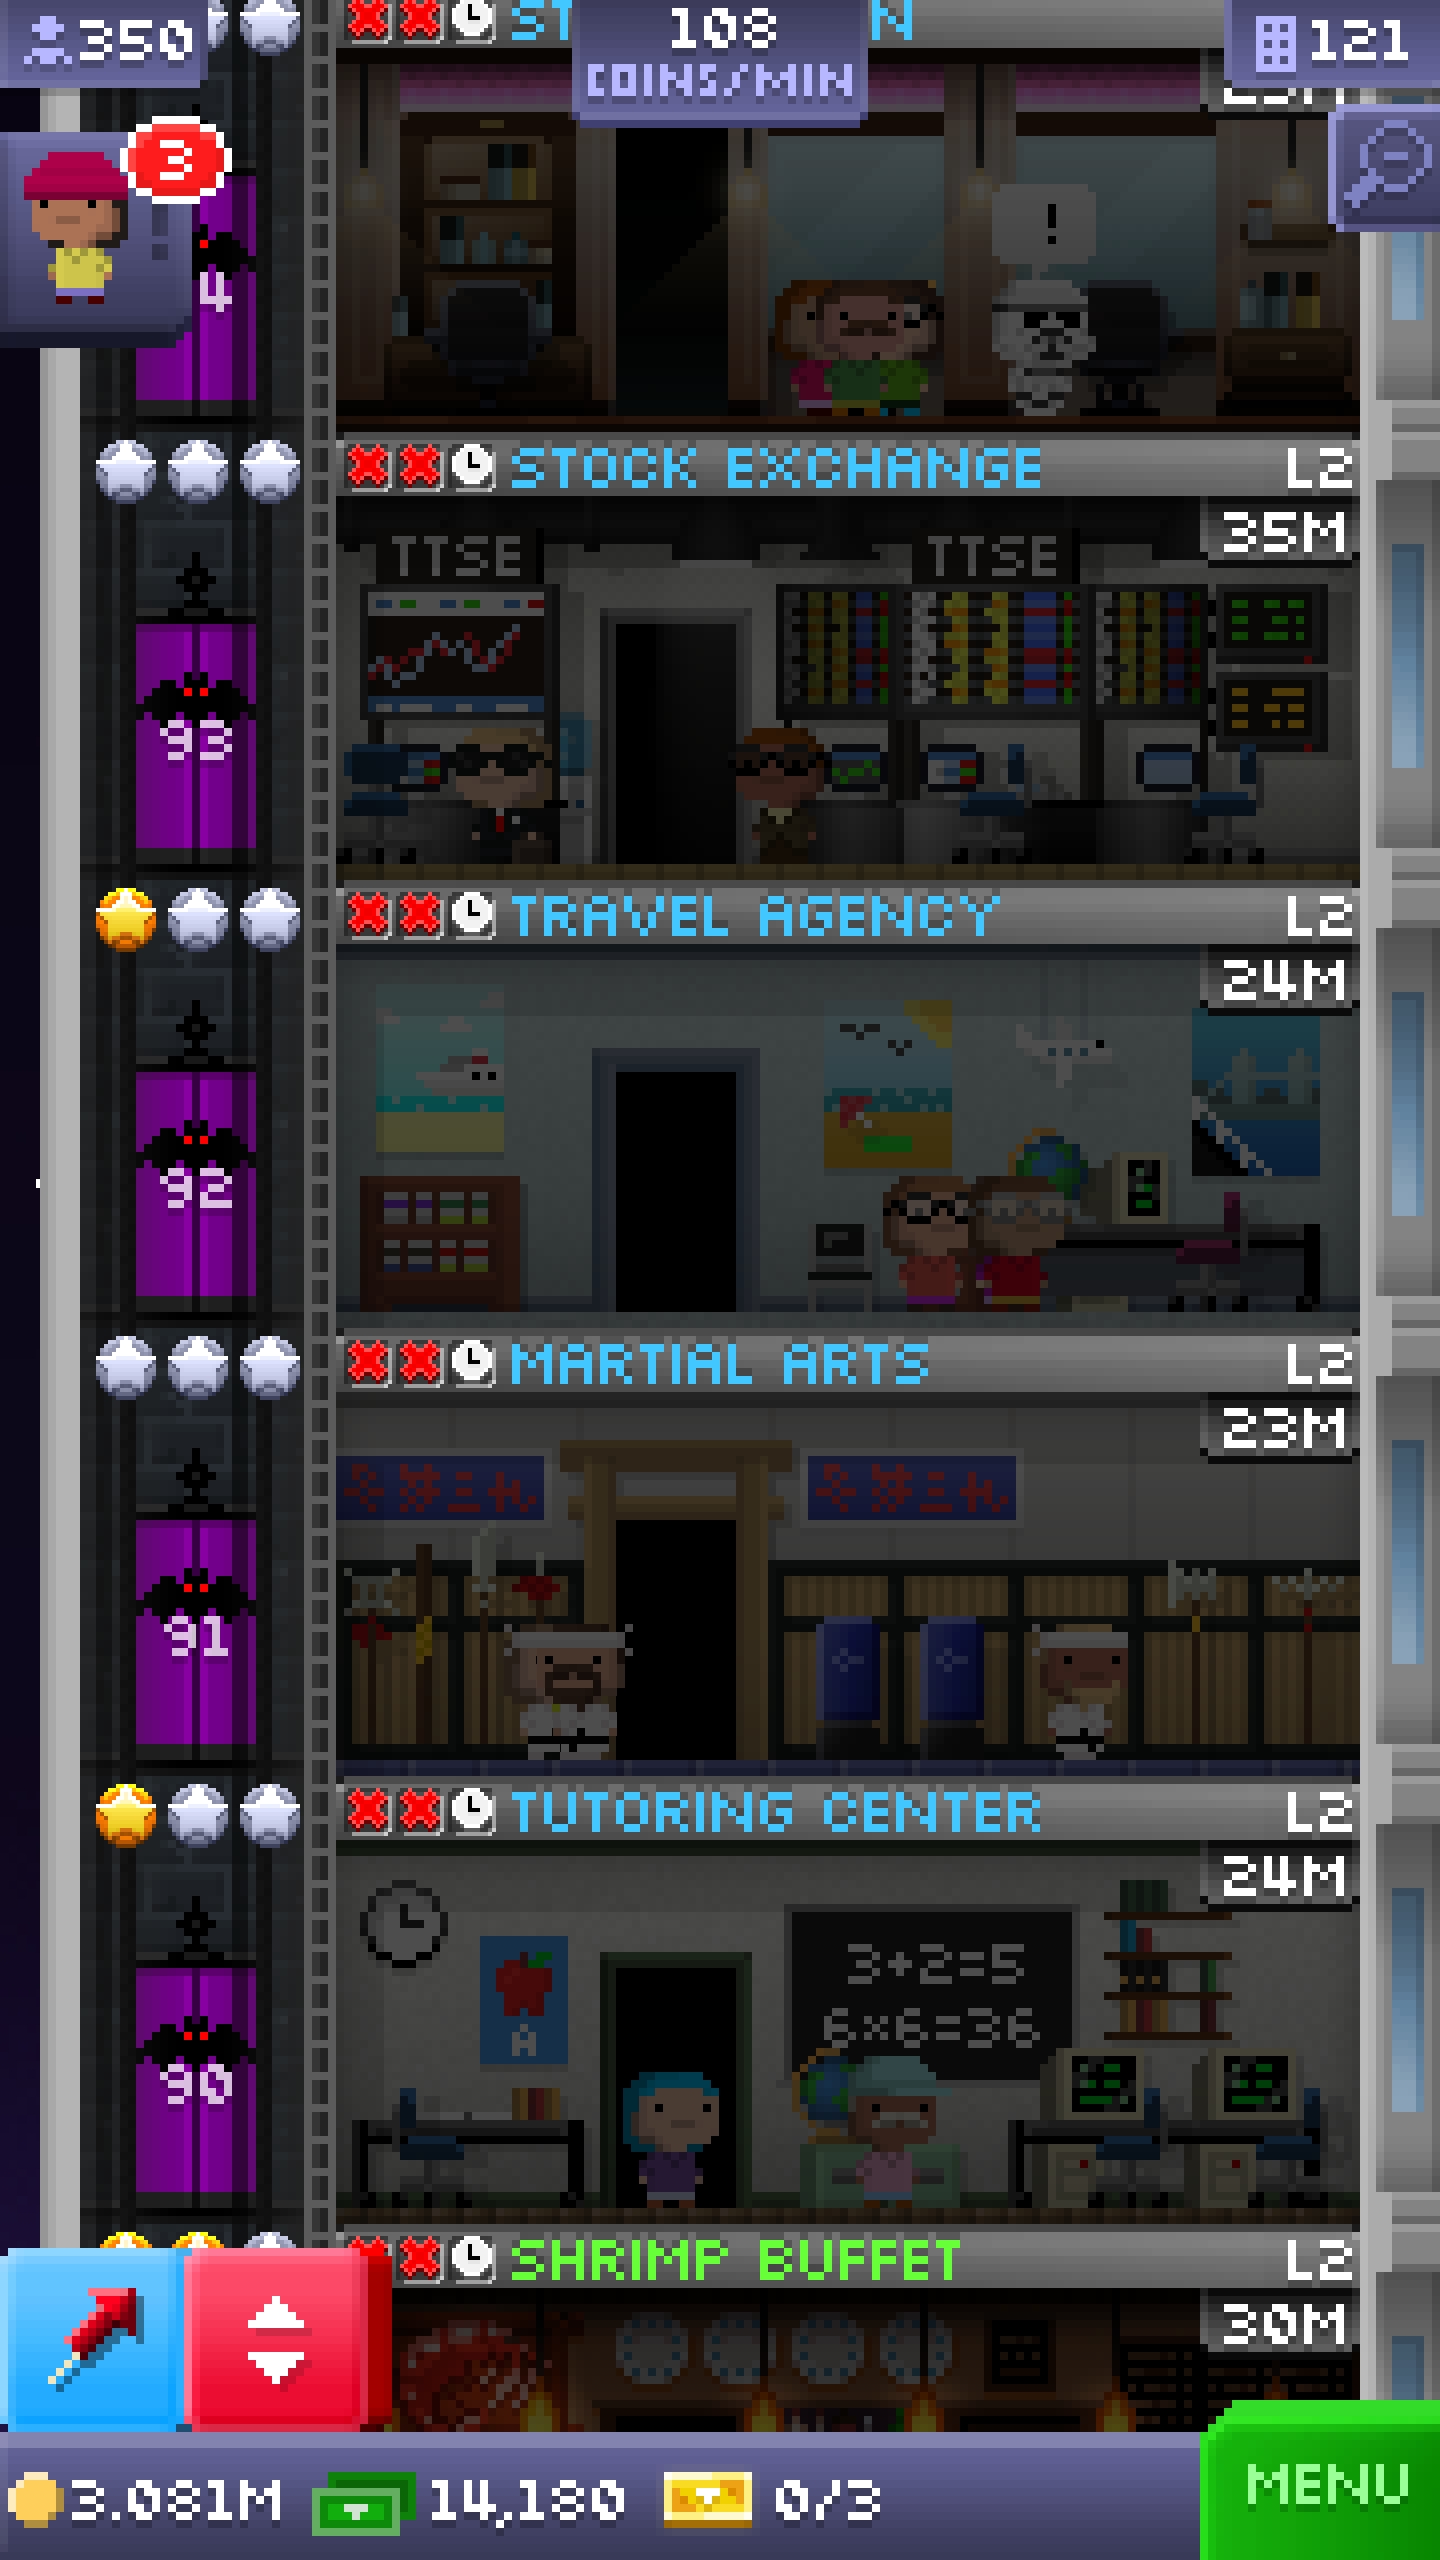 350
108
COINS/MIN
121
3
!
4
STOCK EXCHANGE L2
35M
TTSE TTSE
93
TRAVEL AGENCY L2
24M
92
MARTIAL ARTS L2
23M
91
TUTORING CENTER L2
24M
3+2=5
A
6×6=36
90
SHRIMP BUFFET L2
30M
3.081M 14,180 0/3
MENU